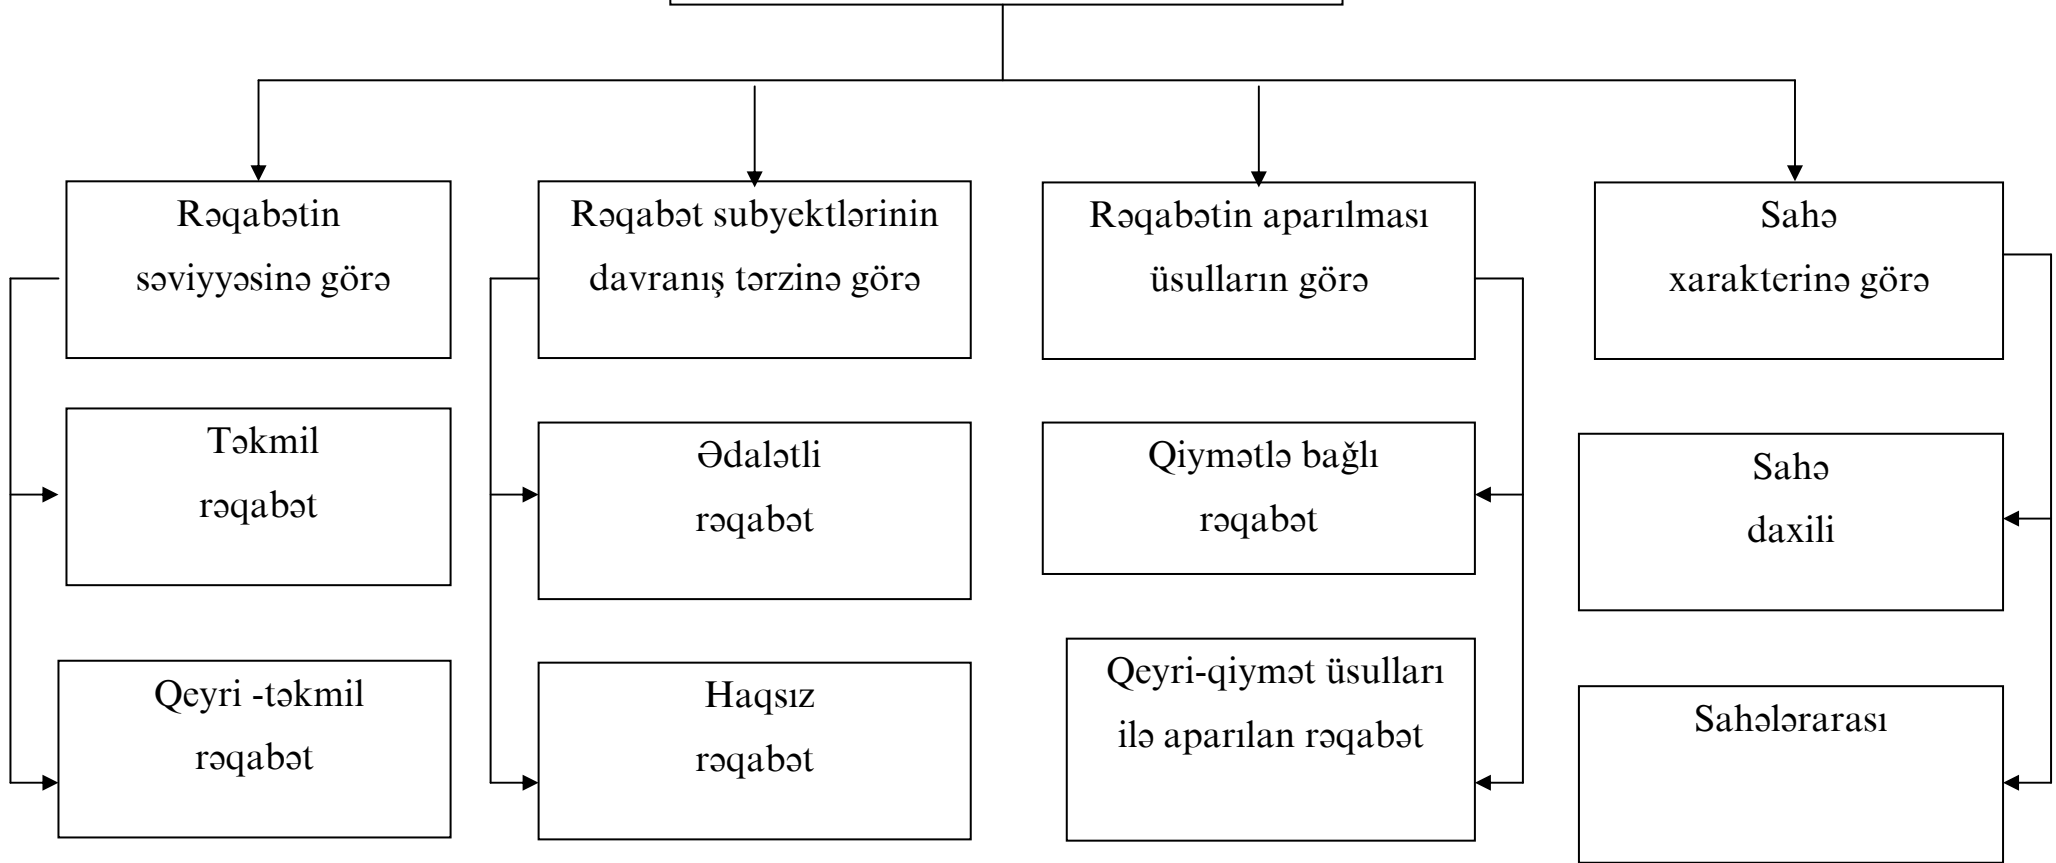 Rəqabətin
səviyyəsinə görə
Rəqabət subyektlərinin
davranış tərzinə görə
Rəqabətin aparılması
üsulların görə
Sahə
xarakterinə görə
Təkmil
rəqabət
Ədalətli
rəqabət
Qiymətlə bağlı
rəqabət
Sahə
daxili
Qeyri -təkmil
rəqabət
Haqsız
rəqabət
Qeyri-qiymət üsulları
ilə aparılan rəqabət
Sahələrarası